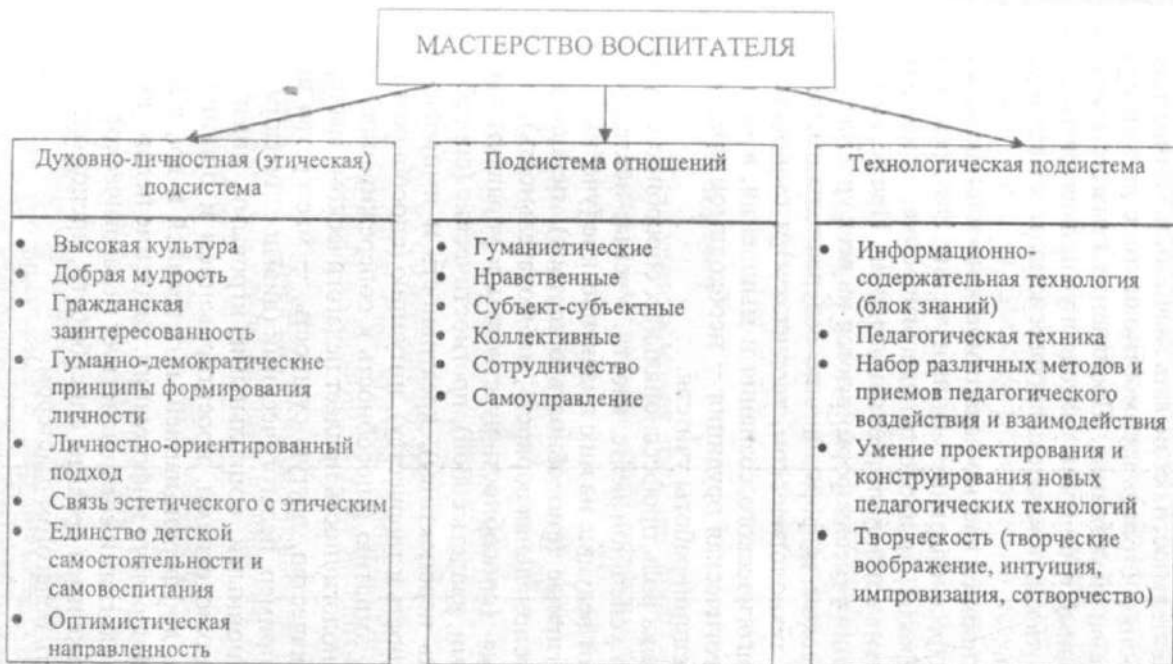 МАСТЕРСТВО ВОСПИТАТЕЛЯ
Духовно-личностная (этическая)
подсистема
• Высокая культура
• Добрая мудрость
• Гражданская
заинтересованность
• Гуманно-демократические
принципы формирования
личности
• Личностно-ориентированный
подход
• Связь эстетического с этическим
• Единство детской
самостоятельности и
самовоспитания
• Оптимистическая
направленность
Подсистема отношений
• Гуманистические
• Нравственные
• Субъект-субъектные
• Коллективные
• Сотрудничество
• Самоуправление
Технологическая подсистема
• Информационно-
содержательная технология
(блок знаний)
• Педагогическая техника
• Набор различных методов и
приемов педагогического
воздействия и взаимодействия
• Умение проектирования и
конструирования новых
педагогических технологий
• Творческость (творческие
воображение, интуиция,
импровизация, сотворчество)